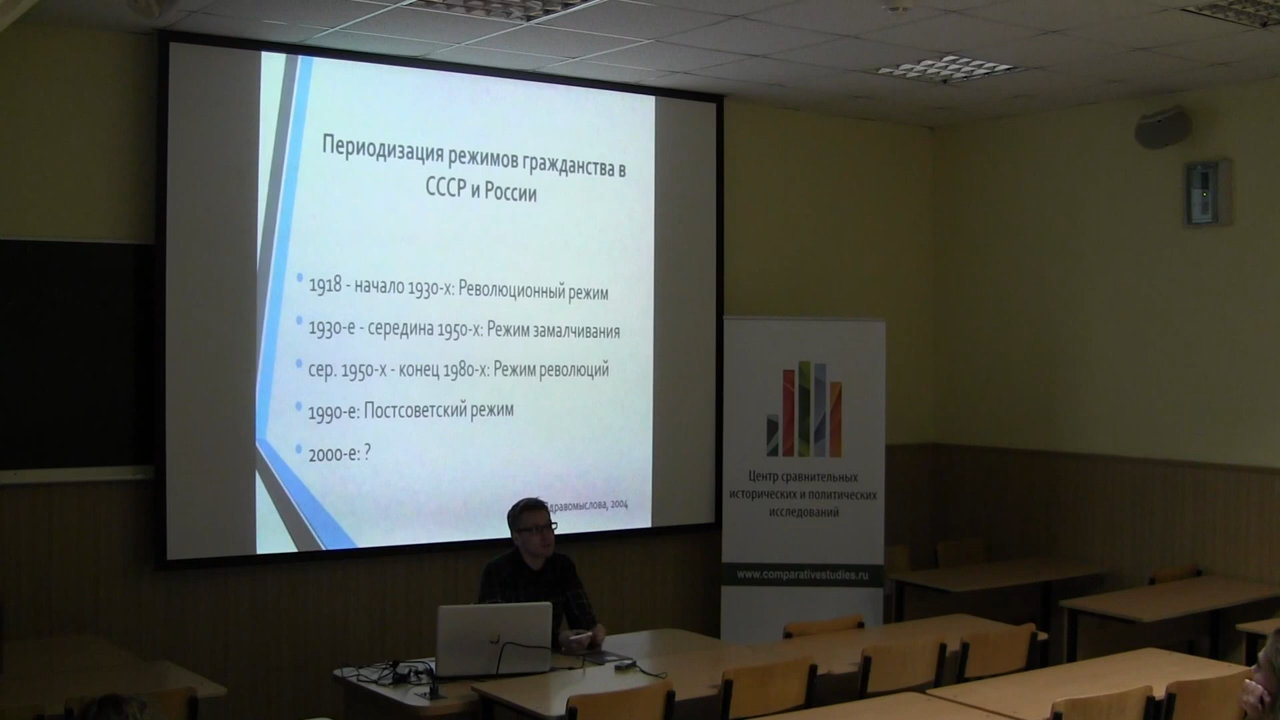 Периодизация режимов гражданства в
СССР и России
1918 - начало 1930-х: Революционный режим
1930-е - середина 1950-х: Режим замалчивания
сер. 1950-х - конец 1980-х: Режим революций
1990-е: Постсоветский режим
2000-е: ?
Здравомыслова, 2004
Центр сравнительных
исторических и политических
исследований
www.comparativestudies.ru